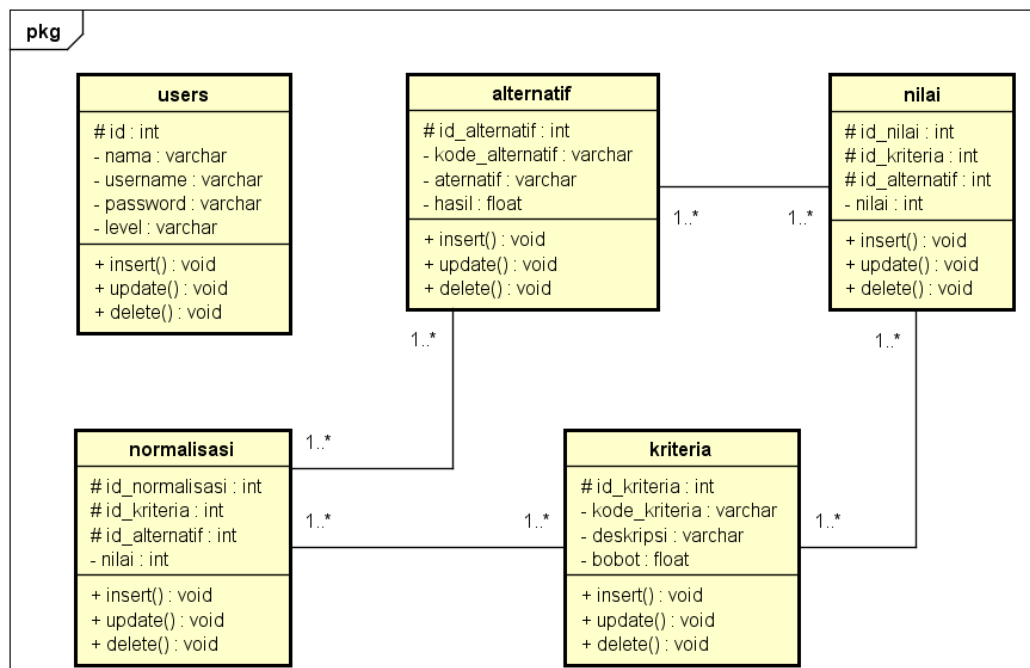 pkg
users
# id : int
- nama : varchar
- username : varchar
- password : varchar
- level : varchar
+ insert() : void
+ update() : void
+ delete() : void
alternatif
# id_alternatif : int
- kode_alternatif : varchar
- aternatif : varchar
- hasil : float
+ insert() : void
+ update() : void
+ delete() : void
nilai
# id_nilai : int
# id_kriteria : int
# id_alternatif : int
- nilai : int
+ insert() : void
+ update() : void
+ delete() : void
1..*
1..*
1..*
1..*
normalisasi
# id_normalisasi : int
# id_kriteria : int
# id_alternatif : int
- nilai : int
+ insert() : void
+ update() : void
+ delete() : void
1..*
1..*
1..*
kriteria
# id_kriteria : int
- kode_kriteria : varchar
- deskripsi : varchar
- bobot : float
+ insert() : void
+ update() : void
+ delete() : void
1..*